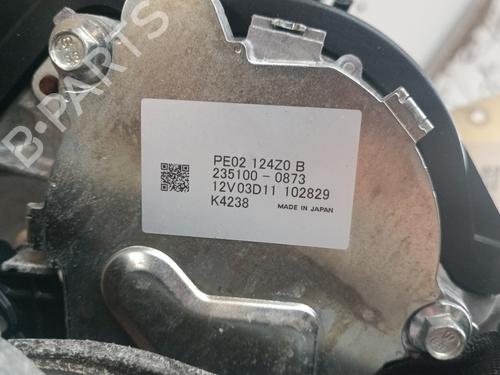 B-PARTS
PE02 124Z0 B
235100-0873
12V03D11 102829
K4238 MADE IN JAPAN